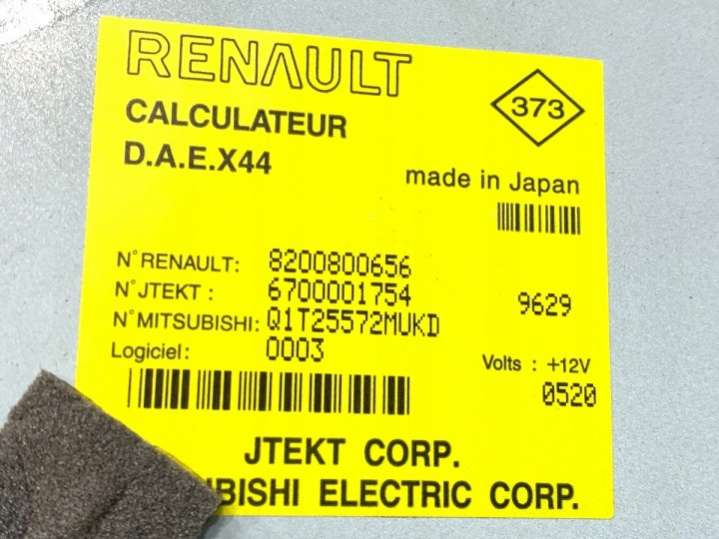 RENAULT
373
CALCULATEUR
D.A.E.X44
made in Japan
N° RENAULT: 8200800656
N° JTEKT : 6700001754
9629
N° MITSUBISHI: Q1T25572MUKD
Logiciel: 0003
Volts : +12V
0520
JTEKT CORP.
BISHI ELECTRIC CORP.